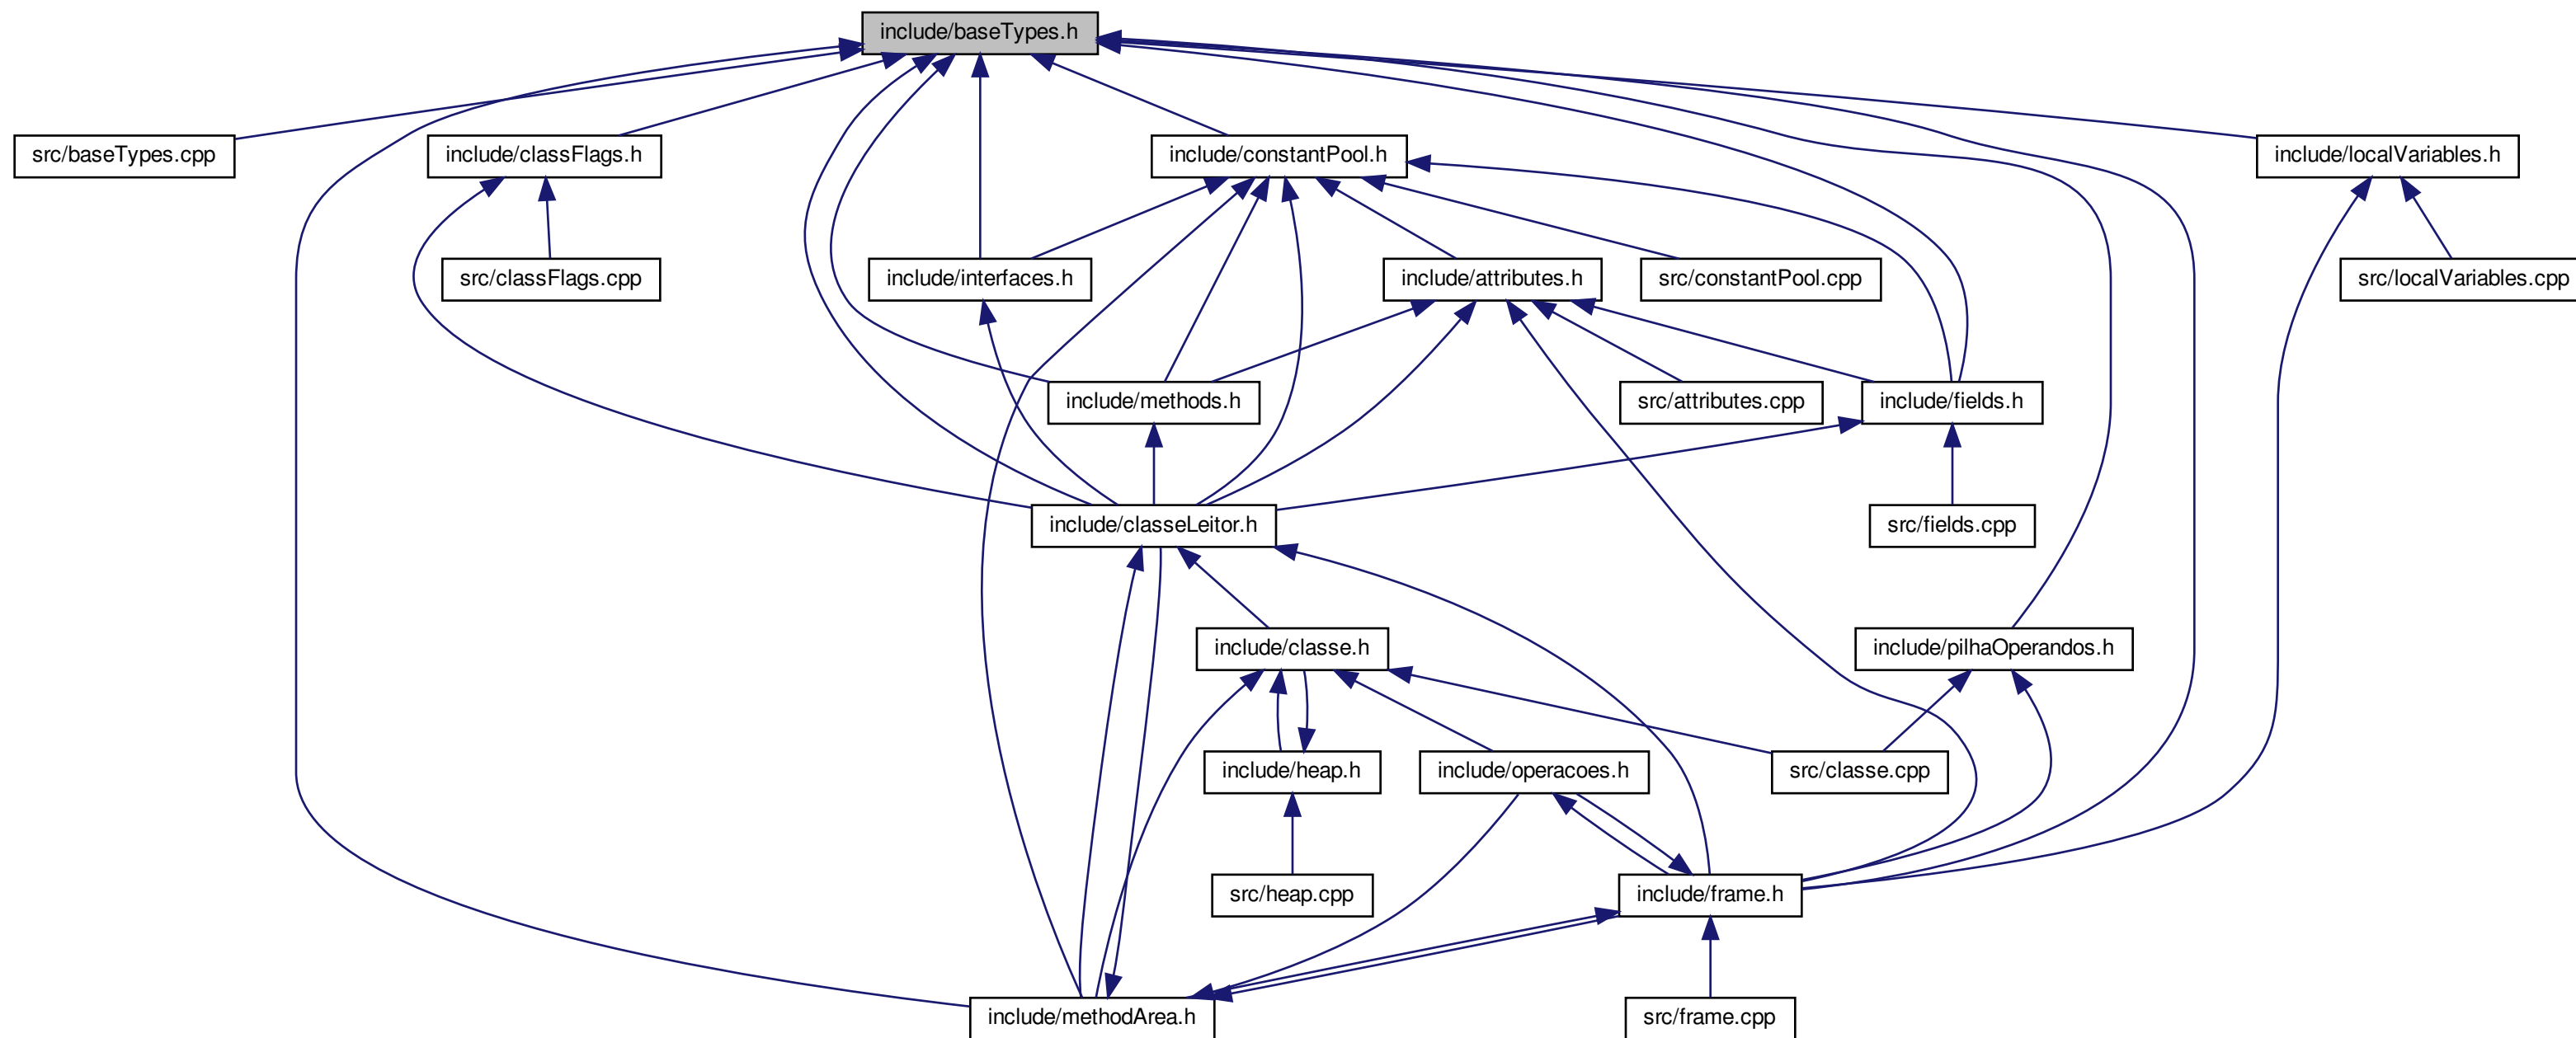 include/baseTypes.h
src/baseTypes.cpp
include/classFlags.h
include/constantPool.h
include/localVariables.h
src/classFlags.cpp
include/interfaces.h
include/attributes.h
src/constantPool.cpp
src/localVariables.cpp
include/methods.h
src/attributes.cpp
include/fields.h
include/classeLeitor.h
src/fields.cpp
include/classe.h
include/pilhaOperandos.h
include/heap.h
include/operacoes.h
src/classe.cpp
src/heap.cpp
include/frame.h
include/methodArea.h
src/frame.cpp